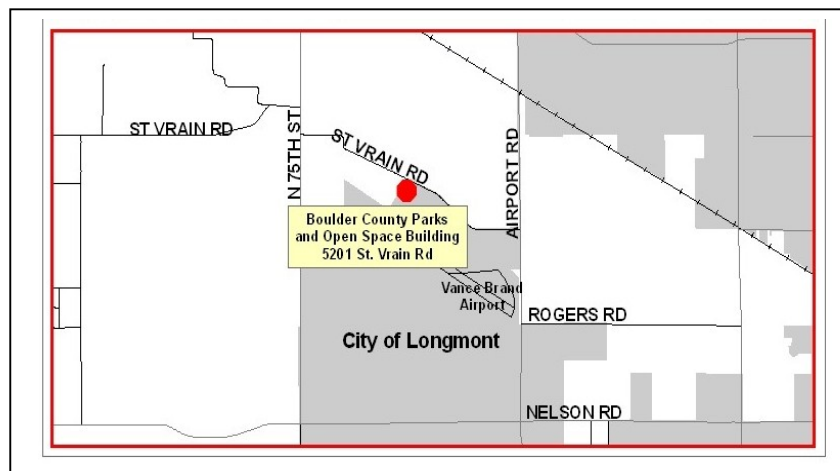 ST VRAIN RD
N 75TH ST
ST VRAIN RD
AIRPORT RD
Boulder County Parks
and Open Space Building
5201 St. Vrain Rd
Vance Brand
Airport
ROGERS RD
City of Longmont
NELSON RD